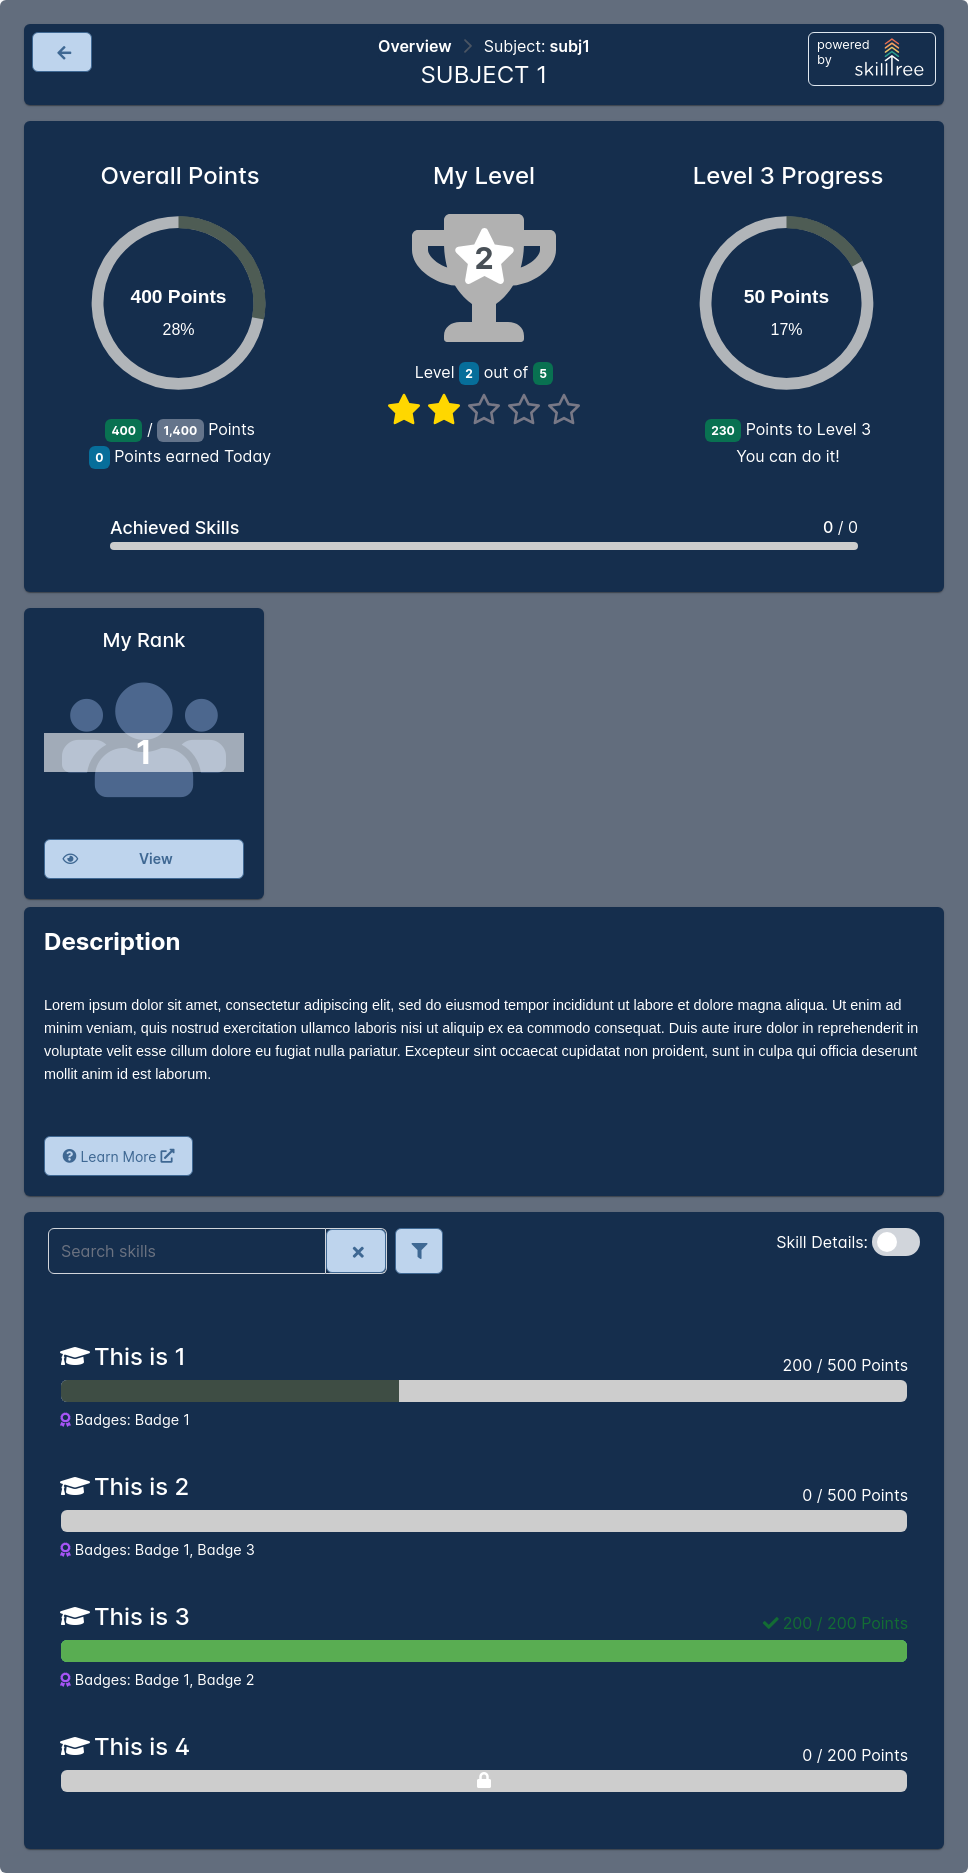 Overview Subject: subj1
SUBJECT 1
powered by skilltree
Overall Points
400 Points
28%
400 / 1,400 Points
0 Points earned Today
My Level
2
Level 2 out of 5
Level 3 Progress
50 Points
17%
230 Points to Level 3
You can do it!
Achieved Skills 0 / 0
My Rank
1
View
Description
Lorem ipsum dolor sit amet, consectetur adipiscing elit, sed do eiusmod tempor incididunt ut labore et dolore magna aliqua. Ut enim ad
minim veniam, quis nostrud exercitation ullamco laboris nisi ut aliquip ex ea commodo consequat. Duis aute irure dolor in reprehenderit in
voluptate velit esse cillum dolore eu fugiat nulla pariatur. Excepteur sint occaecat cupidatat non proident, sunt in culpa qui officia deserunt
mollit anim id est laborum.
Learn More
Search skills
Skill Details:
This is 1
200 / 500 Points
Badges: Badge 1
This is 2
0 / 500 Points
Badges: Badge 1, Badge 3
This is 3
200 / 200 Points
Badges: Badge 1, Badge 2
This is 4
0 / 200 Points